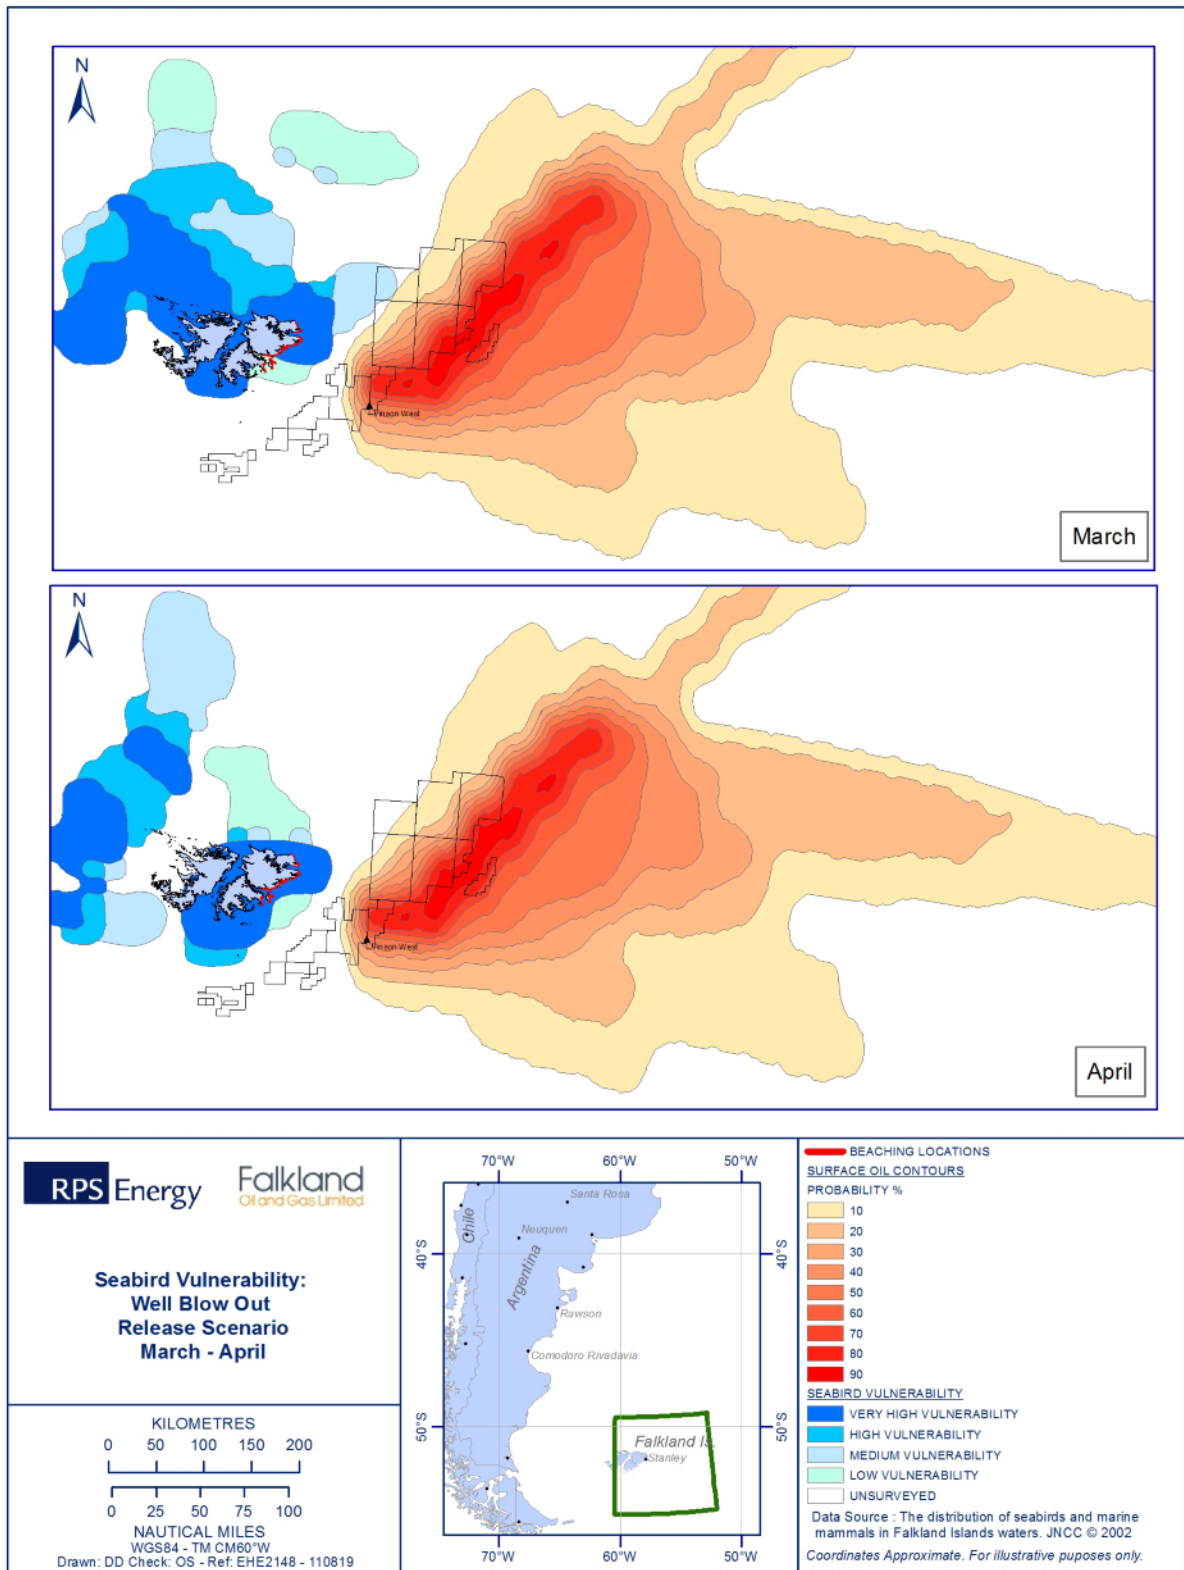 N
Vinson West
March
N
Vinson West
April
RPS Energy
Falkland
Oil and Gas Limited
Seabird Vulnerability:
Well Blow Out
Release Scenario
March - April
KILOMETRES
0 50 100 150 200
0 25 50 75 100
NAUTICAL MILES
WGS84 - TM CM60°W
Drawn: DD Check: OS - Ref: EHE2148 - 110819
70°W 60°W 50°W
Santa Rosa
Chile
Neuquen
40°S 40°S
Argentina
Rawson
Comodoro Rivadavia
50°S 50°S
Falkland Is.
Stanley
70°W 60°W 50°W
BEACHING LOCATIONS
SURFACE OIL CONTOURS
PROBABILITY %
10
20
30
40
50
60
70
80
90
SEABIRD VULNERABILITY
VERY HIGH VULNERABILITY
HIGH VULNERABILITY
MEDIUM VULNERABILITY
LOW VULNERABILITY
UNSURVEYED
Data Source : The distribution of seabirds and marine
mammals in Falkland Islands waters. JNCC © 2002
Coordinates Approximate. For illustrative puposes only.